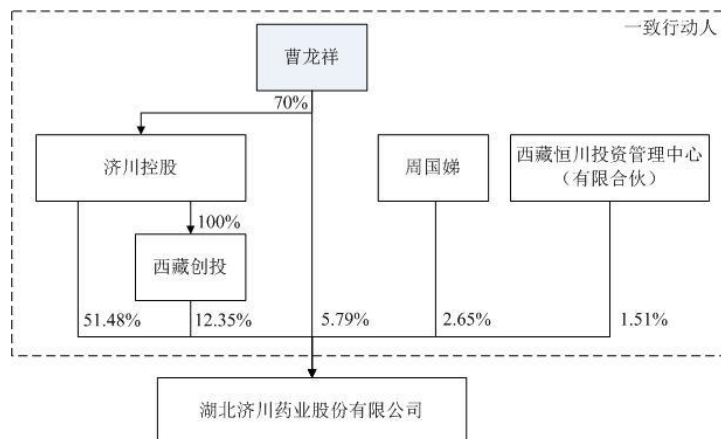 一致行动人
曹龙祥
70%
济川控股
周国娣
西藏恒川投资管理中心
（有限合伙）
100%
西藏创投
51.48%
12.35%
5.79%
2.65%
1.51%
湖北济川药业股份有限公司